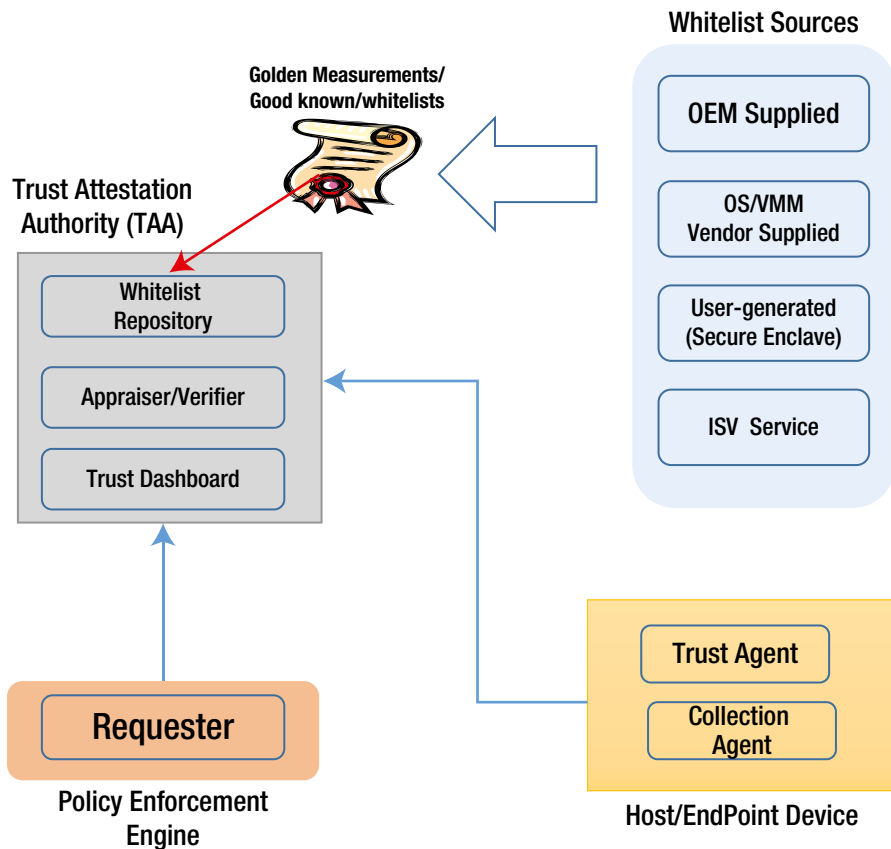 Whitelist Sources
OEM Supplied
OS/VMM
Vendor Supplied
User-generated
(Secure Enclave)
ISV Service
Golden Measurements/
Good known/whitelists
Trust Attestation
Authority (TAA)
Whitelist
Repository
Appraiser/Verifier
Trust Dashboard
Requester
Policy Enforcement
Engine
Trust Agent
Collection
Agent
Host/EndPoint Device